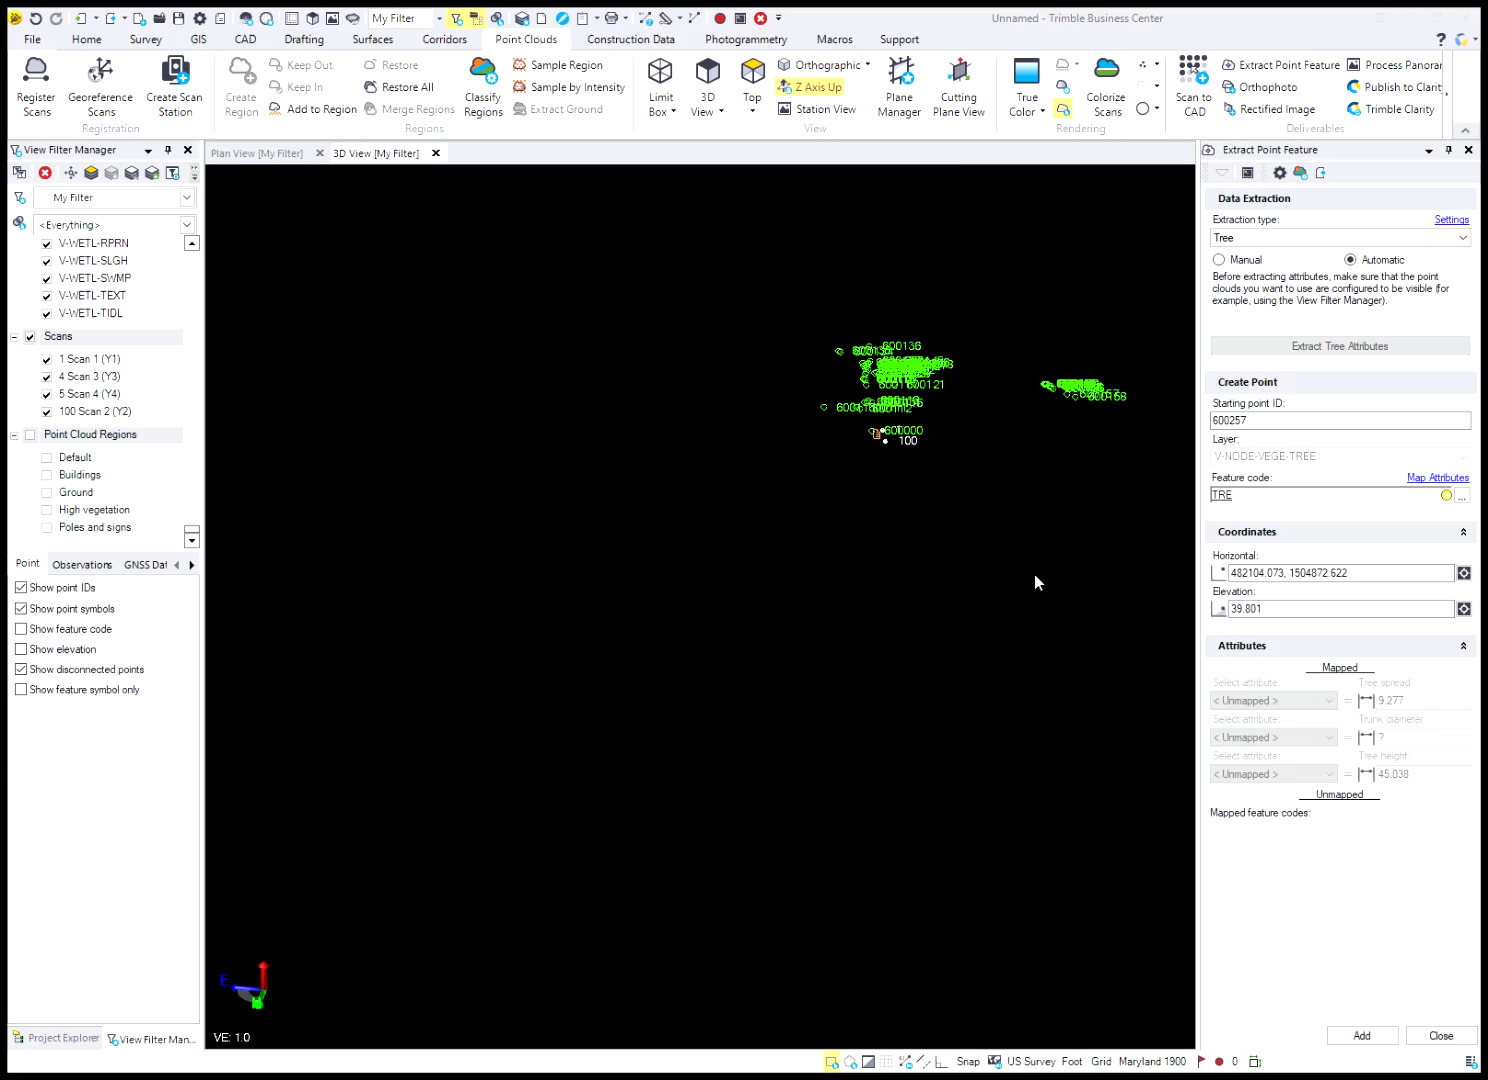 My Filter
Unnamed - Trimble Business Center
File Home Survey GIS CAD Drafting Surfaces Corridors Point Clouds Construction Data Photogrammetry Macros Support
Register Scans
Georeference Scans
Create Scan Station
Registration
Create Region
Keep Out
Keep In
Add to Region
Restore
Restore All
Merge Regions
Classify Regions
Sample Region
Sample by Intensity
Extract Ground
Regions
Limit Box
3D View
Top
Orthographic
Z Axis Up
Station View
Plane Manager
Cutting Plane View
View
True Color
Colorize Scans
Rendering
Scan to CAD
Extract Point Feature
Orthophoto
Rectified Image
Process Panorar
Publish to Clarit
Trimble Clarity
Deliverables
View Filter Manager
My Filter
<Everything>
V-WETL-RPRN
V-WETL-SLGH
V-WETL-SWMP
V-WETL-TEXT
V-WETL-TIDL
Scans
1 Scan 1 (Y1)
4 Scan 3 (Y3)
5 Scan 4 (Y4)
100 Scan 2 (Y2)
Point Cloud Regions
Default
Buildings
Ground
High vegetation
Poles and signs
Point Observations GNSS Dat
Show point IDs
Show point symbols
Show feature code
Show elevation
Show disconnected points
Show feature symbol only
Project Explorer View Filter Man...
Plan View [My Filter] 3D View [My Filter]
600136
600121
600000
100
600168
E
VE: 1.0
Extract Point Feature
Data Extraction
Extraction type: Settings
Tree
Manual Automatic
Before extracting attributes, make sure that the point
clouds you want to use are configured to be visible (for
example, using the View Filter Manager).
Extract Tree Attributes
Create Point
Starting point ID:
600257
Layer:
V-NODE-VEGE-TREE
Feature code: Map Attributes
TRE ...
Coordinates
Horizontal:
482104.073, 1504872.622
Elevation:
39.801
Attributes
Mapped
Select attribute: Tree spread:
< Unmapped > = 9.277
Select attribute: Trunk diameter
< Unmapped > = ?
Select attribute: Tree height:
< Unmapped > = 45.038
Unmapped
Mapped feature codes:
Add Close
Snap US Survey Foot Grid Maryland 1900 0